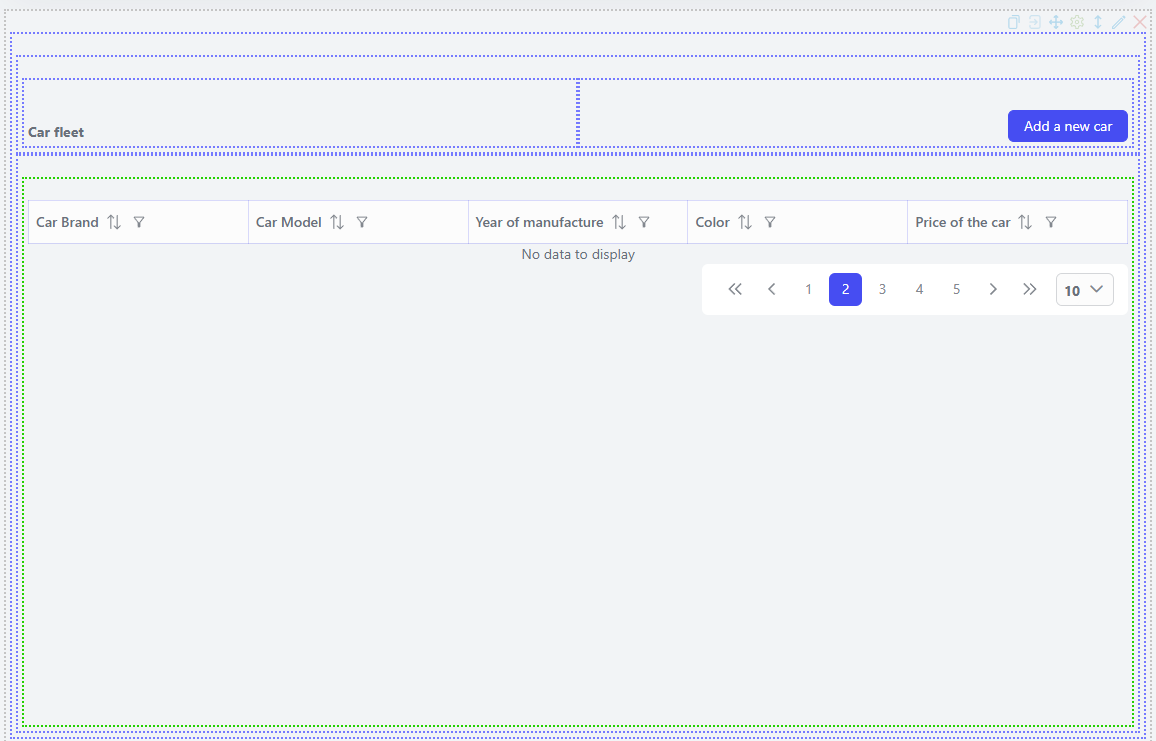 Car fleet
Add a new car
Car Brand Car Model Year of manufacture Color Price of the car
No data to display
1 2 3 4 5 10